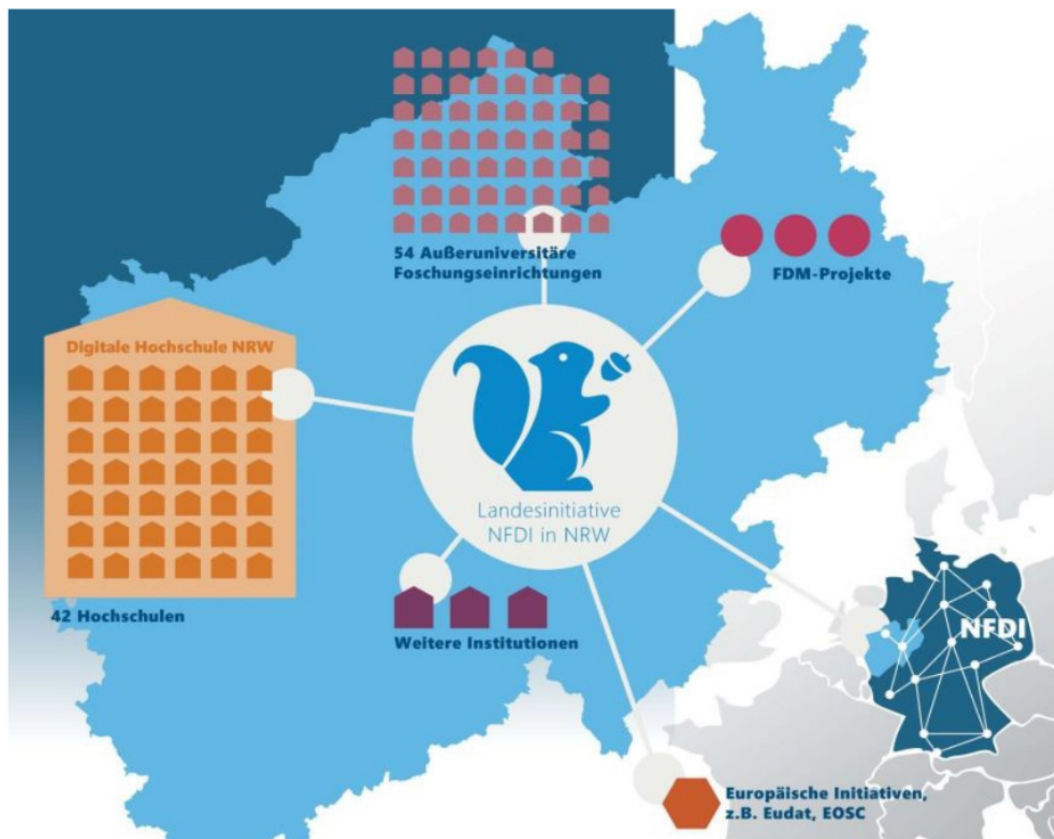 54 Außeruniversitäre
Foschungseinrichtungen
FDM-Projekte
Digitale Hochschule NRW
42 Hochschulen
Landesinitiative
NFDI in NRW
Weitere Institutionen
NFDI
Europäische Initiativen,
z.B. Eudat, EOSC